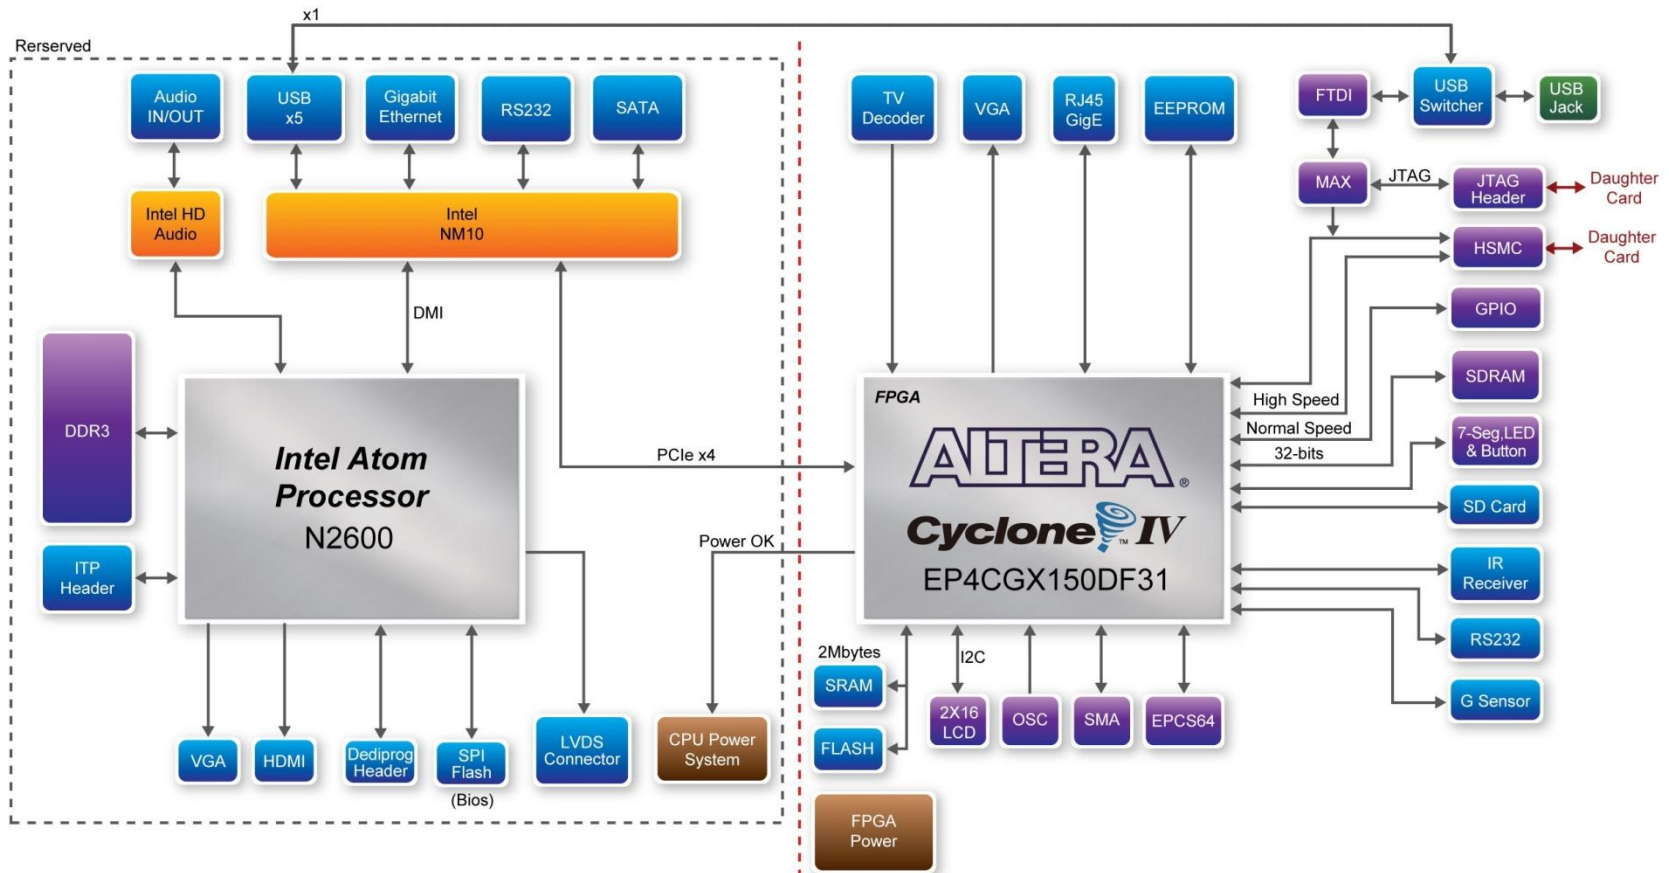 x1
Rerserved
Audio
IN/OUT
USB
x5
Gigabit
Ethernet
RS232
SATA
TV
Decoder
VGA
RJ45
GigE
EEPROM
FTDI
USB
Switcher
USB
Jack
Intel HD
Audio
Intel
NM10
MAX
JTAG
JTAG
Header
Daughter
Card
HSMC
Daughter
Card
DMI
GPIO
DDR3
Intel Atom
Processor
N2600
PCIe x4
FPGA
ALTERA
®
Cyclone™ IV
EP4CGX150DF31
High Speed
Normal Speed
32-bits
SDRAM
7-Seg,LED
& Button
SD Card
ITP
Header
Power OK
IR
Receiver
RS232
G Sensor
2Mbytes
SRAM
FLASH
I2C
2X16
LCD
OSC
SMA
EPCS64
VGA
HDMI
Dediprog
Header
SPI
Flash
(Bios)
LVDS
Connector
CPU Power
System
FPGA
Power